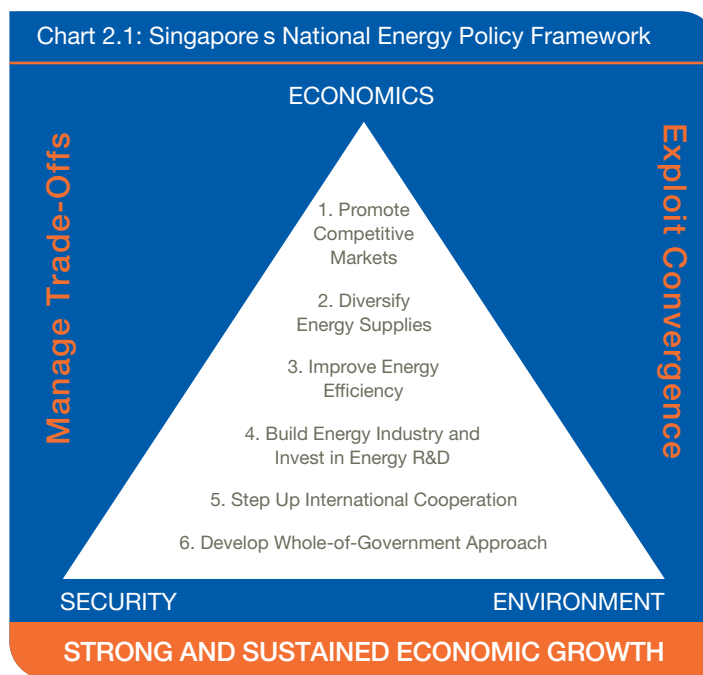 Chart 2.1: Singapore s National Energy Policy Framework
ECONOMICS
Manage Trade-Offs
Exploit Convergence
1. Promote
Competitive
Markets
2. Diversify
Energy Supplies
3. Improve Energy
Efficiency
4. Build Energy Industry and
Invest in Energy R&D
5. Step Up International Cooperation
6. Develop Whole-of-Government Approach
SECURITY
ENVIRONMENT
STRONG AND SUSTAINED ECONOMIC GROWTH